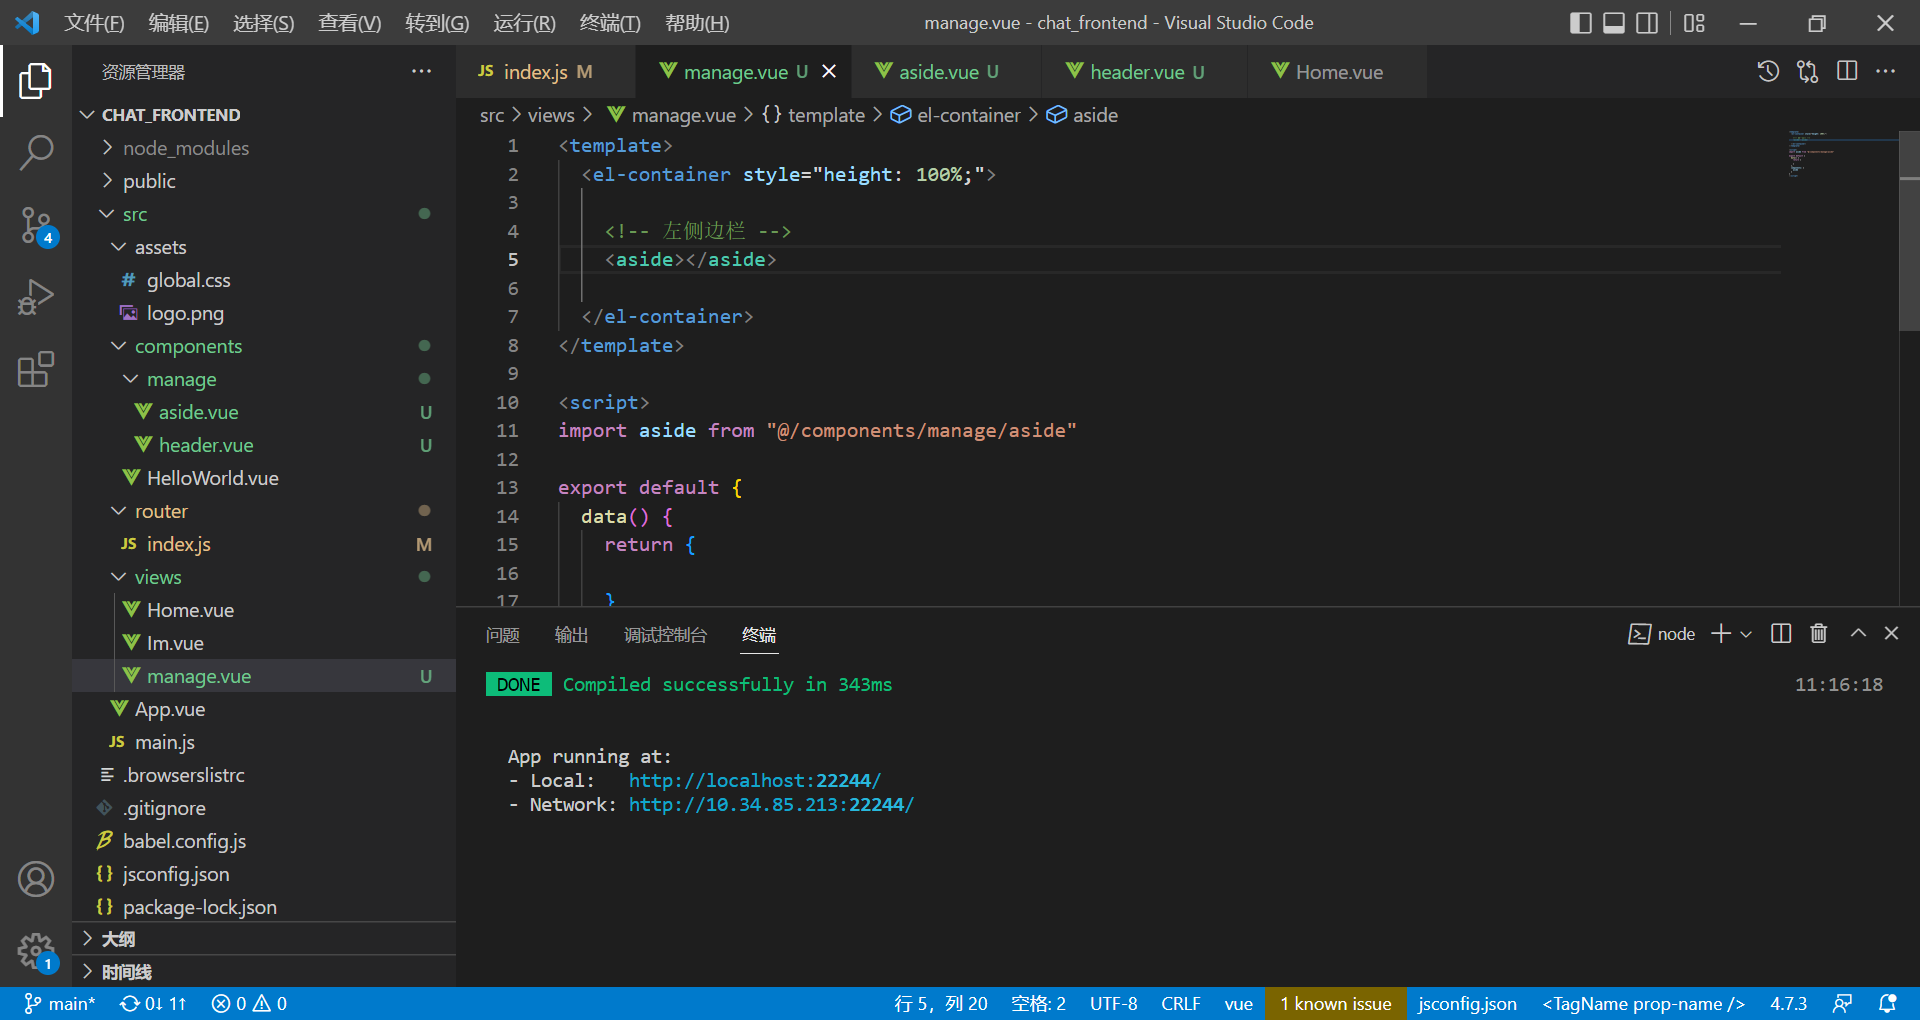 文件(F) 编辑(E) 选择(S) 查看(V) 转到(G) 运行(R) 终端(T) 帮助(H) manage.vue - chat_frontend - Visual Studio Code
资源管理器
JS index.js M manage.vue U aside.vue U header.vue U Home.vue
src > views > manage.vue > {} template > el-container > aside
CHAT_FRONTEND
node_modules
public
src
assets
# global.css
logo.png
components
manage
aside.vue U
header.vue U
HelloWorld.vue
router
JS index.js M
views
Home.vue
Im.vue
manage.vue U
App.vue
JS main.js
.browserslistrc
.gitignore
babel.config.js
{} jsconfig.json
{} package-lock.json
大纲
时间线
4
1
1 <template>
2 <el-container style="height: 100%;">
3
4 <!-- 左侧边栏 -->
5 <aside></aside>
6
7 </el-container>
8 </template>
9
10 <script>
11 import aside from "@/components/manage/aside"
12
13 export default {
14 data() {
15 return {
16
17 }
问题 输出 调试控制台 终端 node
DONE Compiled successfully in 343ms 11:16:18
App running at:
- Local: http://localhost:22244/
- Network: http://10.34.85.213:22244/
main* 0↓ 1↑ 0 0 行 5，列 20 空格: 2 UTF-8 CRLF vue 1 known issue jsconfig.json <TagName prop-name /> 4.7.3